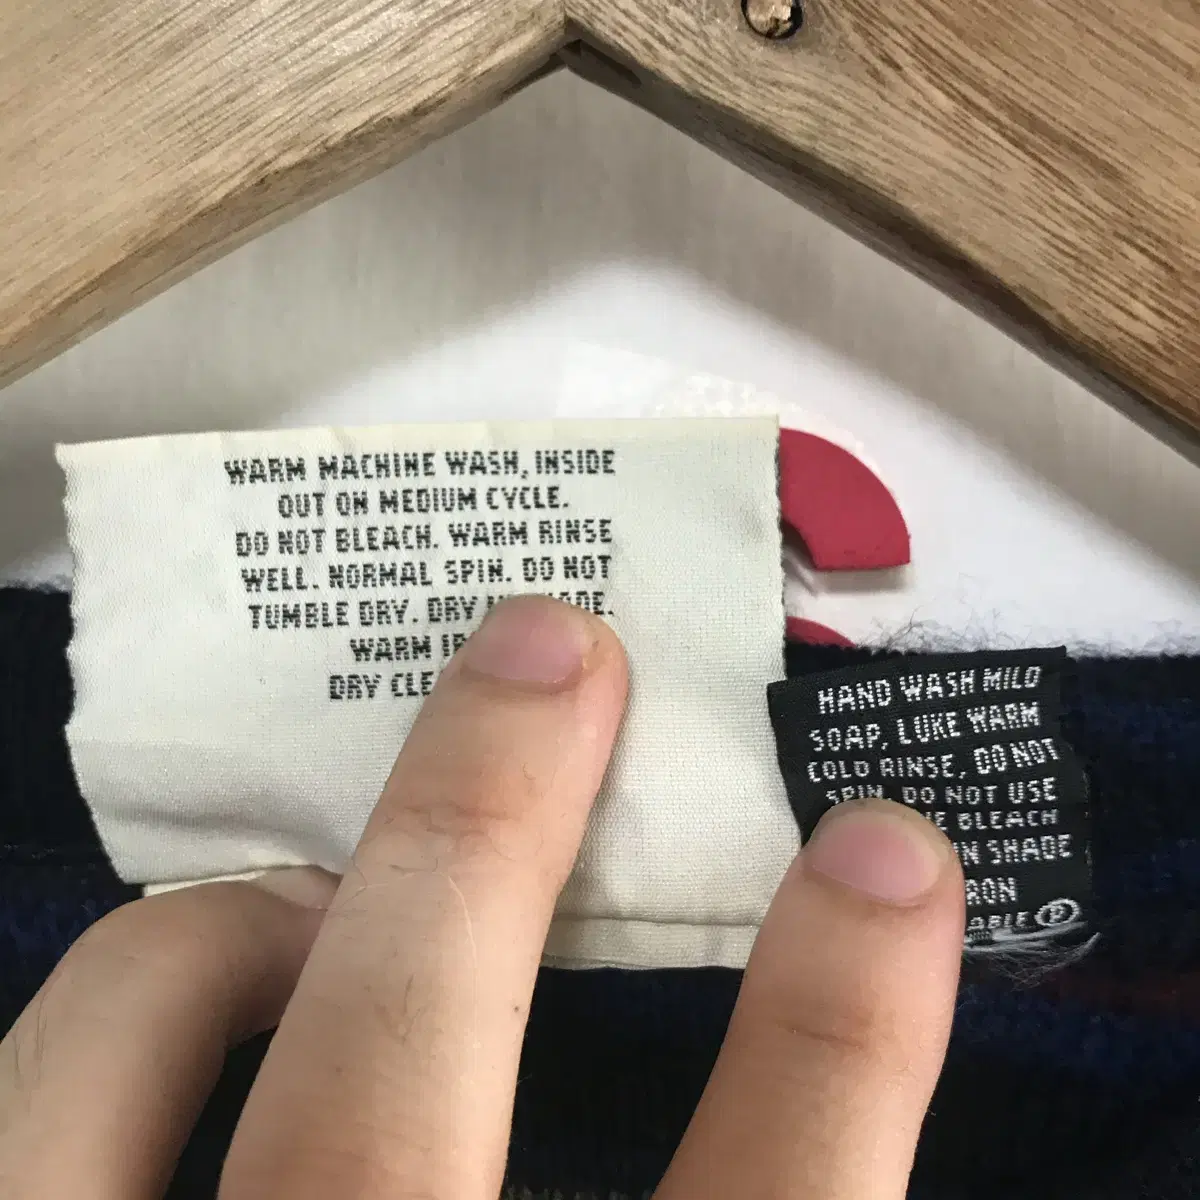 WARM MACHINE WASH, INSIDE
OUT ON MEDIUM CYCLE.
DO NOT BLEACH. WARM RINSE
WELL. NORMAL SPIN. DO NOT
TUMBLE DRY. DRY
WARM
DRY
HAND WASH MILD
SOAP, LUKE WARM
COLD RINSE, DO NOT
SPIN, DO NOT USE
BLEACH
IN SHADE
P